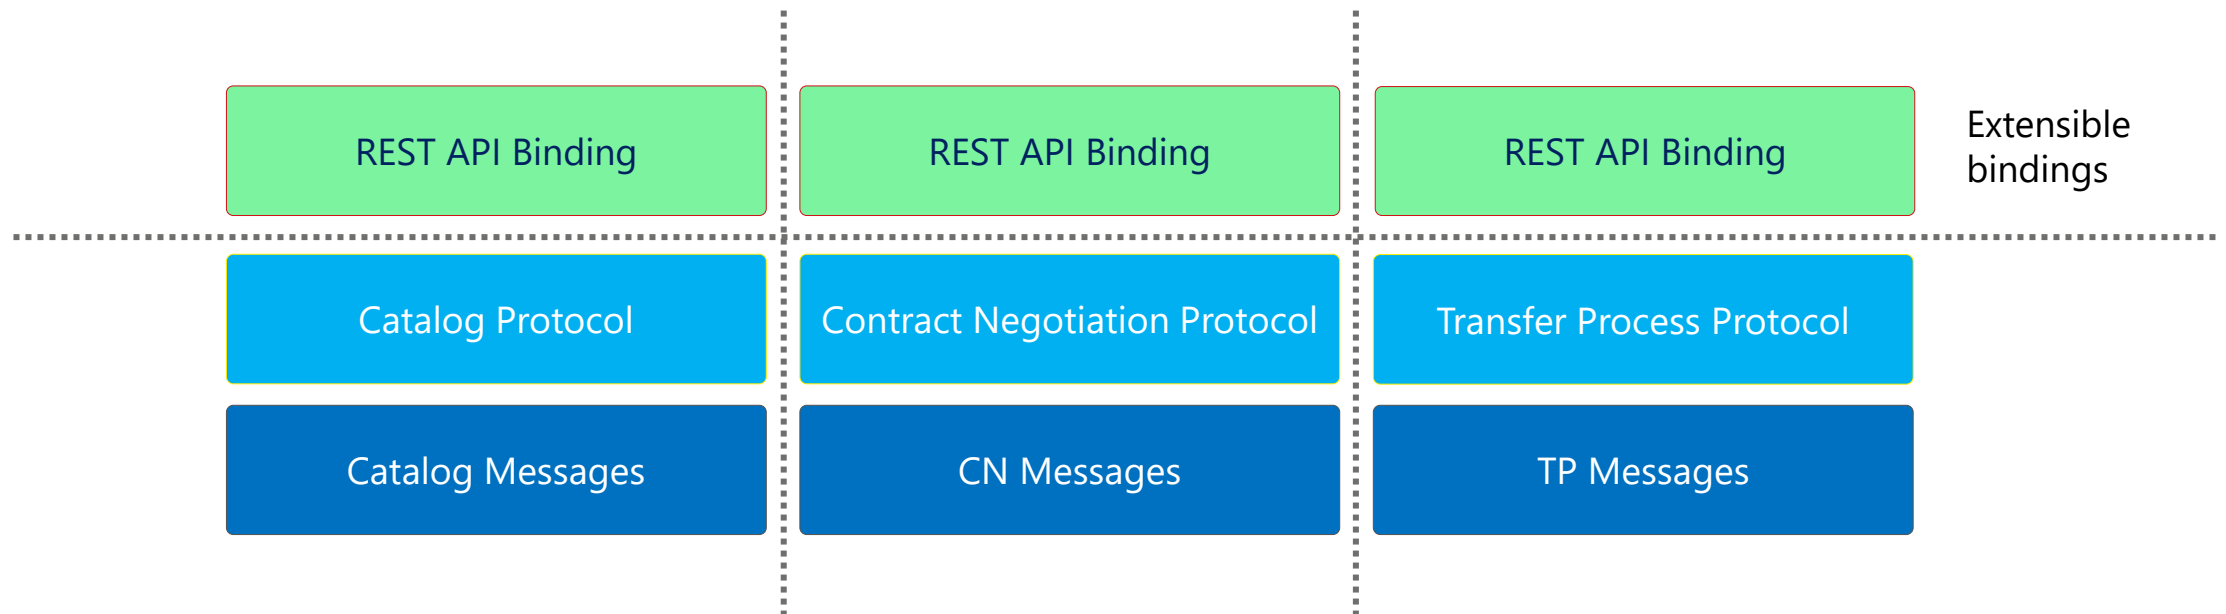 REST API Binding
REST API Binding
REST API Binding
Extensible
bindings
Catalog Protocol
Contract Negotiation Protocol
Transfer Process Protocol
Catalog Messages
CN Messages
TP Messages